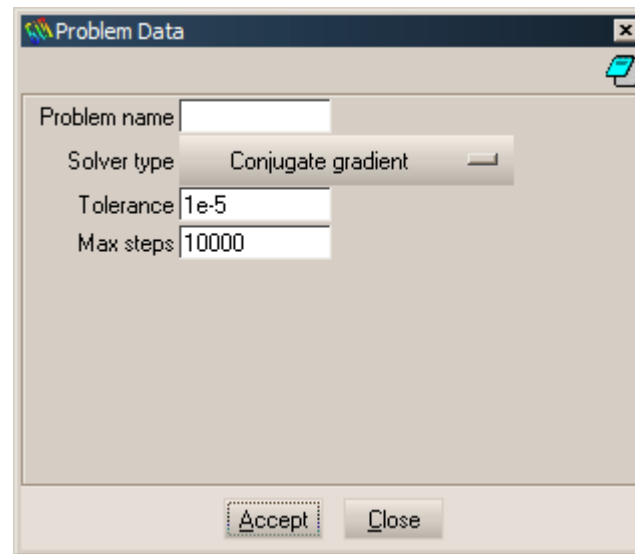 Problem Data
Problem name
Solver type Conjugate gradient
Tolerance 1e-5
Max steps 10000
Accept Close